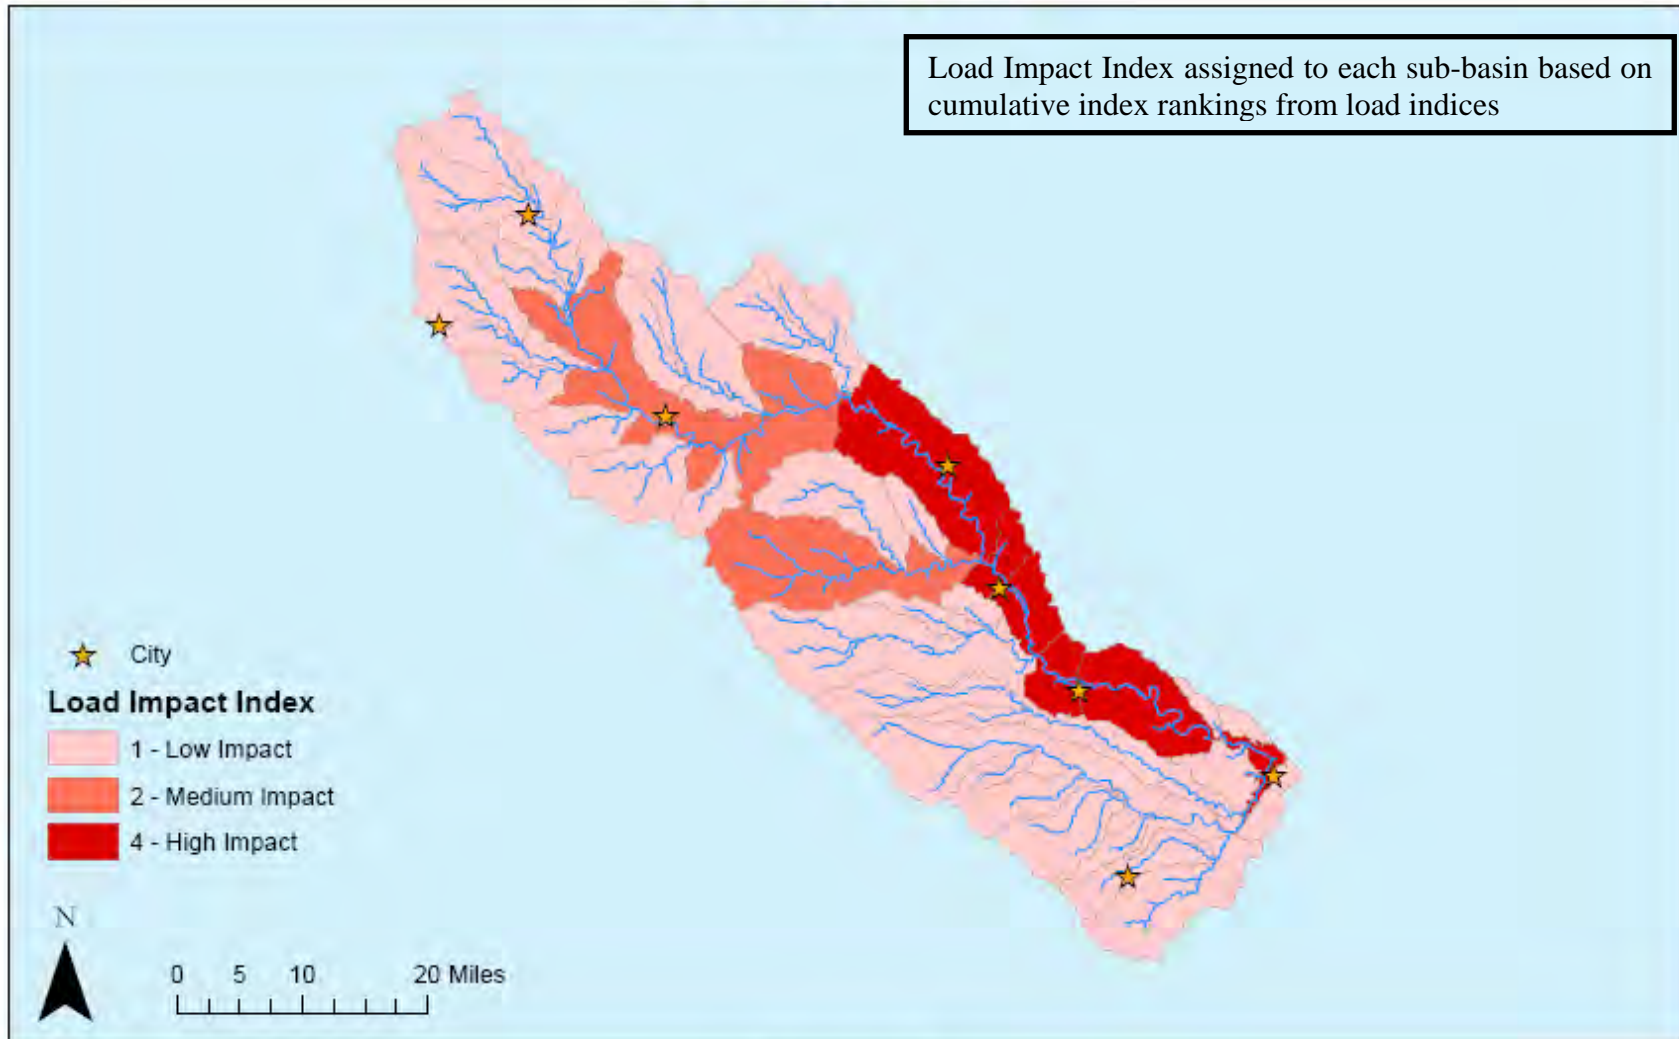 Load Impact Index assigned to each sub-basin based on
cumulative index rankings from load indices
City
Load Impact Index
1 - Low Impact
2 - Medium Impact
4 - High Impact
N
0 5 10 20 Miles